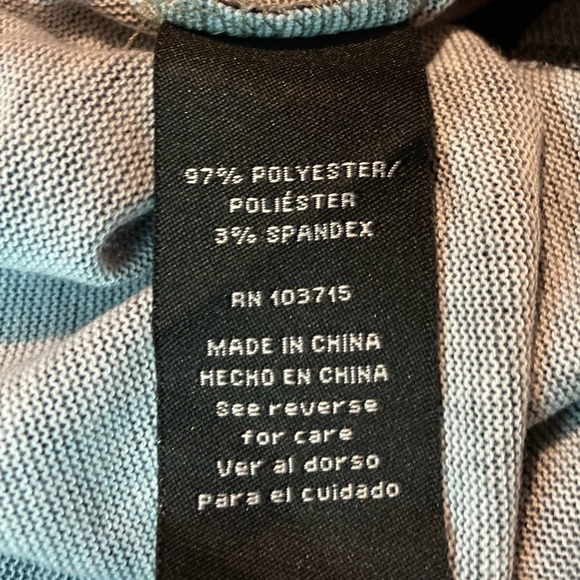 97% POLYESTER/
POLIÉSTER
3% SPANDEX
RN 103715
MADE IN CHINA
HECHO EN CHINA
See reverse
for care
Ver al dorso
para el cuidado